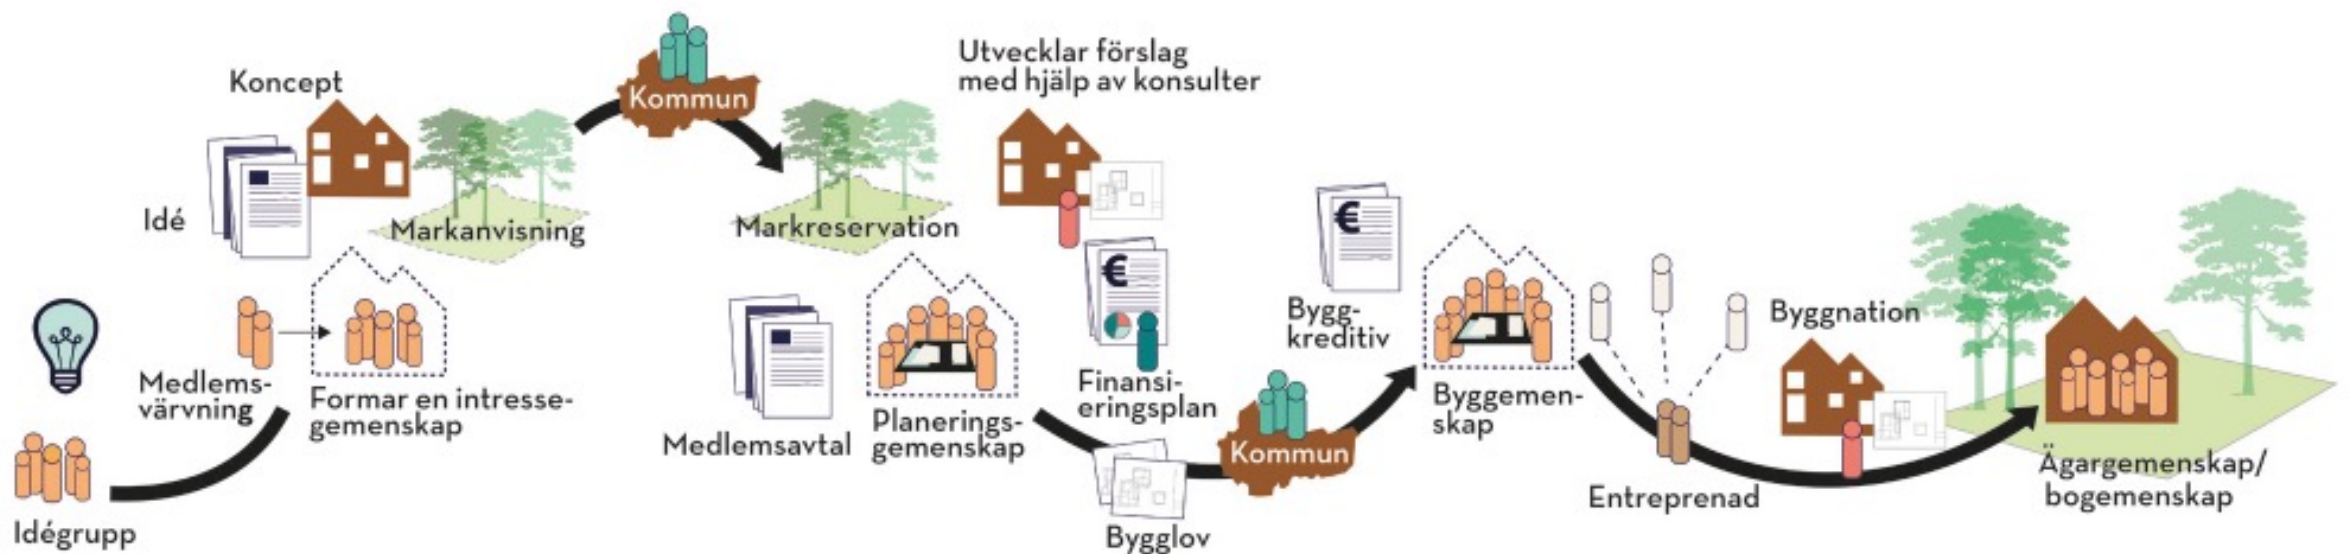 Idégrupp
Medlems-
värvning
Idé
Koncept
Formar en intresse-
gemenskap
Markanvisning
Kommun
Markreservation
Medlemsavtal
Planerings-
gemenskap
Utvecklar förslag
med hjälp av konsulter
€
Finansi-
eringsplan
Bygglov
Kommun
€
Bygg-
kreditiv
Byggemen-
skap
Entreprenad
Byggnation
Ägargemenskap/
bogemenskap